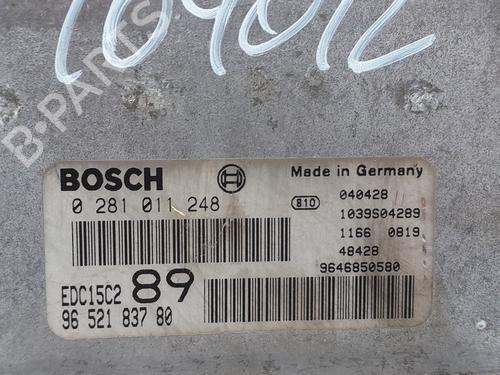 B-PARTS
BOSCH
Made in Germany
0 281 011 248
810
040428
1039S04289
1166 0819
48428
9646850580
EDC15C2 89
96 521 837 80